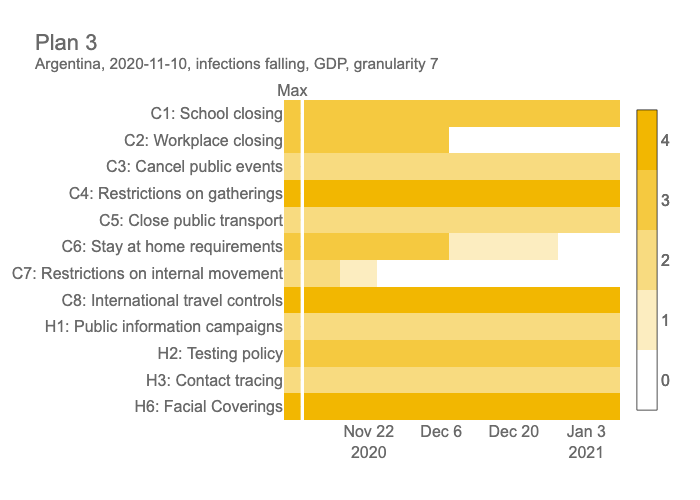 Plan 3
Argentina, 2020-11-10, infections falling, GDP, granularity 7
Max
C1: School closing
C2: Workplace closing
C3: Cancel public events
C4: Restrictions on gatherings
C5: Close public transport
C6: Stay at home requirements
C7: Restrictions on internal movement
C8: International travel controls
H1: Public information campaigns
H2: Testing policy
H3: Contact tracing
H6: Facial Coverings
Nov 22 Dec 6 Dec 20 Jan 3
2020 2021
4
3
2
1
0